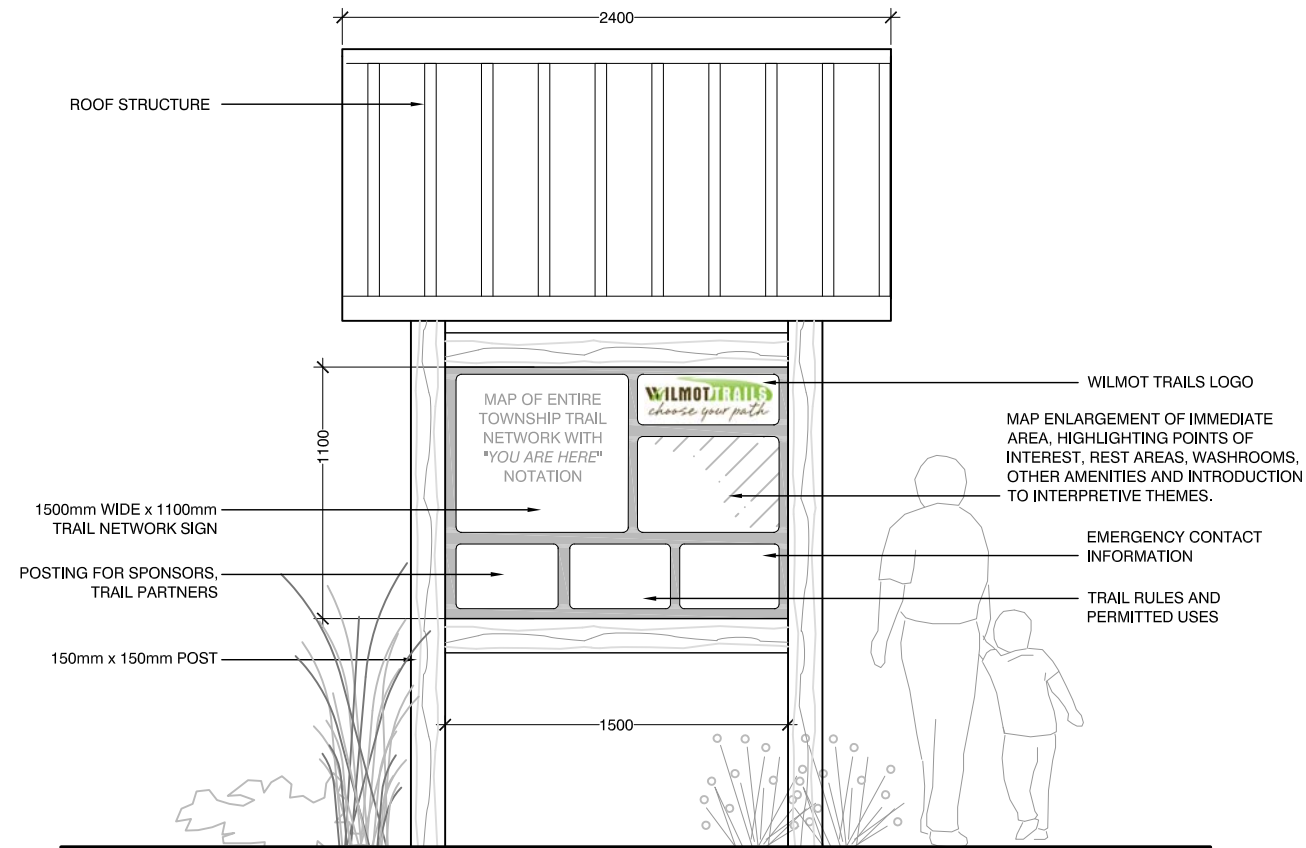 2400
ROOF STRUCTURE
WILMOT TRAILS
choose your path
WILMOT TRAILS LOGO
MAP OF ENTIRE
TOWNSHIP TRAIL
NETWORK WITH
"YOU ARE HERE"
NOTATION
MAP ENLARGEMENT OF IMMEDIATE
AREA, HIGHLIGHTING POINTS OF
INTEREST, REST AREAS, WASHROOMS,
OTHER AMENITIES AND INTRODUCTION
TO INTERPRETIVE THEMES.
1100
1500mm WIDE x 1100mm
TRAIL NETWORK SIGN
EMERGENCY CONTACT
INFORMATION
POSTING FOR SPONSORS,
TRAIL PARTNERS
TRAIL RULES AND
PERMITTED USES
150mm x 150mm POST
1500